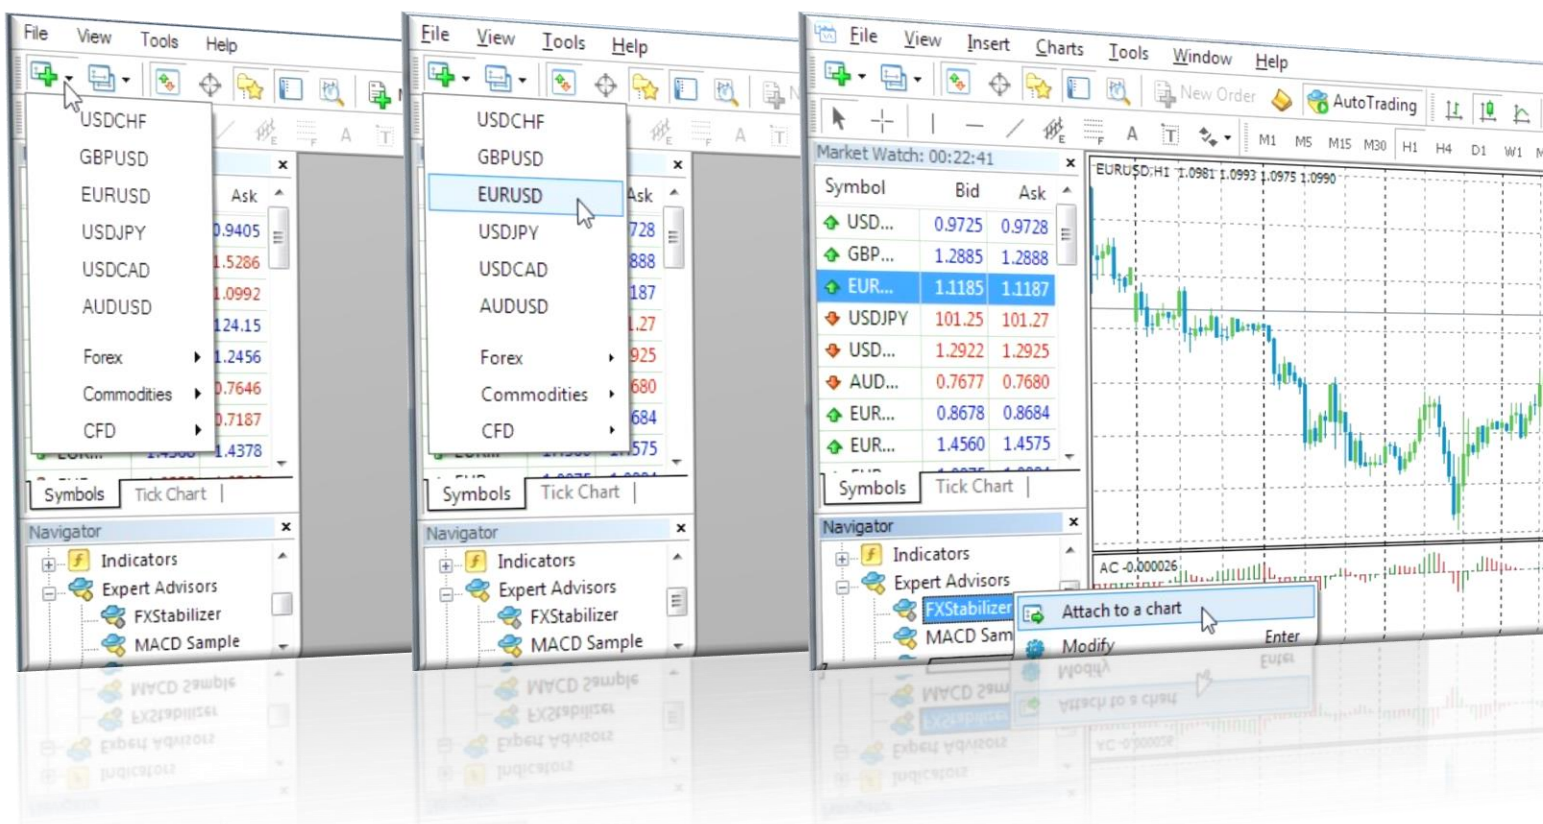 File View Tools Help
USDCHF
GBPUSD
EURUSD
USDJPY
USDCAD
AUDUSD
Forex
Commodities
CFD
Ask
0.9405
1.5286
1.0992
124.15
1.2456
0.7646
0.7187
1.4378
Symbols Tick Chart
Navigator
Indicators
Expert Advisors
FXStabilizer
MACD Sample
File View Tools Help
USDCHF
GBPUSD
EURUSD
USDJPY
USDCAD
AUDUSD
Forex
Commodities
CFD
Ask
728
888
187
1.27
925
680
684
Symbols Tick Chart
Navigator
Indicators
Expert Advisors
FXStabilizer
MACD Sample
File View Insert Charts Tools Window Help
New Order AutoTrading
M1 M5 M15 M30 H1 H4 D1 W1
Market Watch: 00:22:41
Symbol Bid Ask
USD... 0.9725 0.9728
GBP... 1.2885 1.2888
EUR... 1.1185 1.1187
USDJPY 101.25 101.27
USD... 1.2922 1.2925
AUD... 0.7677 0.7680
EUR... 0.8678 0.8684
EUR... 1.4560 1.4575
Symbols Tick Chart
Navigator
Indicators
Expert Advisors
FXStabilizer
MACD Sam
Attach to a chart
Modify Enter
EURUSD,H1 1.0981 1.0993 1.0975 1.0990
AC -0.000026